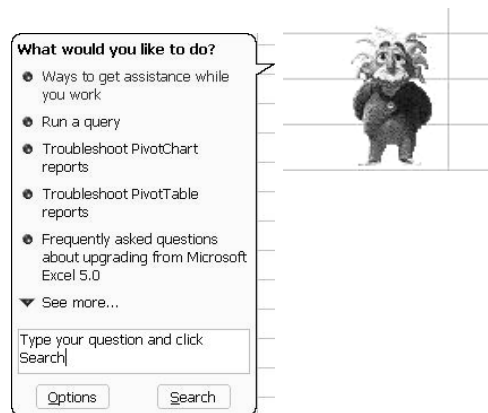 What would you like to do?
Ways to get assistance while
you work
Run a query
Troubleshoot PivotChart
reports
Troubleshoot PivotTable
reports
Frequently asked questions
about upgrading from Microsoft
Excel 5.0
See more...
Type your question and click
Search
Options Search